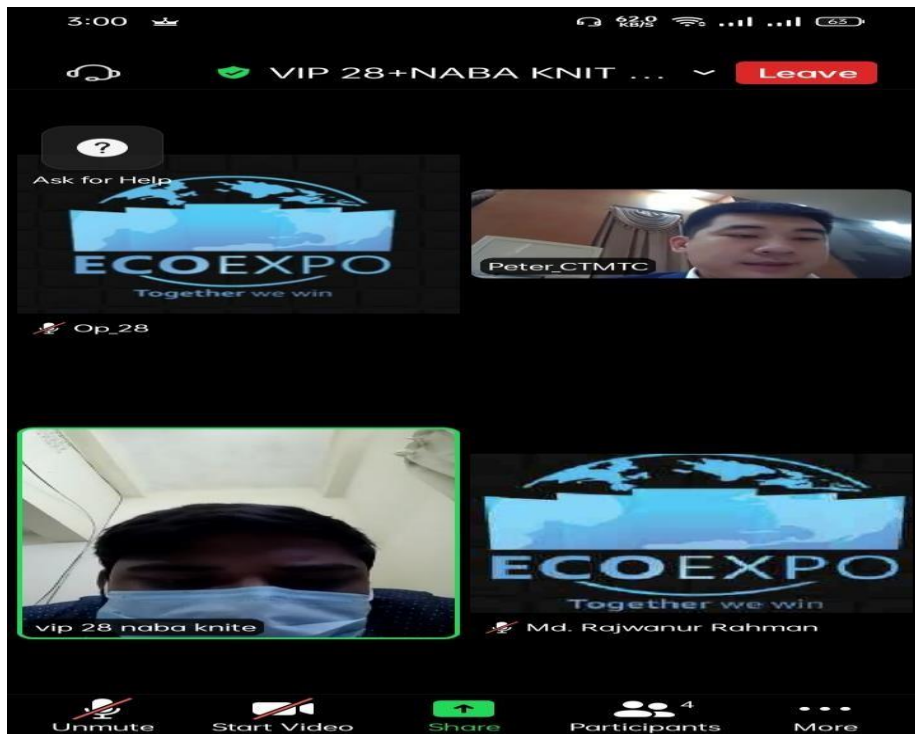 3:00 62.0 KB/S 63
VIP 28+NABA KNIT ... Leave
?
Ask for Help
ECOEXPO
Together we win
Op_28
Peter_CTMTC
vip 28 naba knite
ECOEXPO
Together we win
Md. Rajwanur Rahman
4
Unmute Start Video Share Participants More